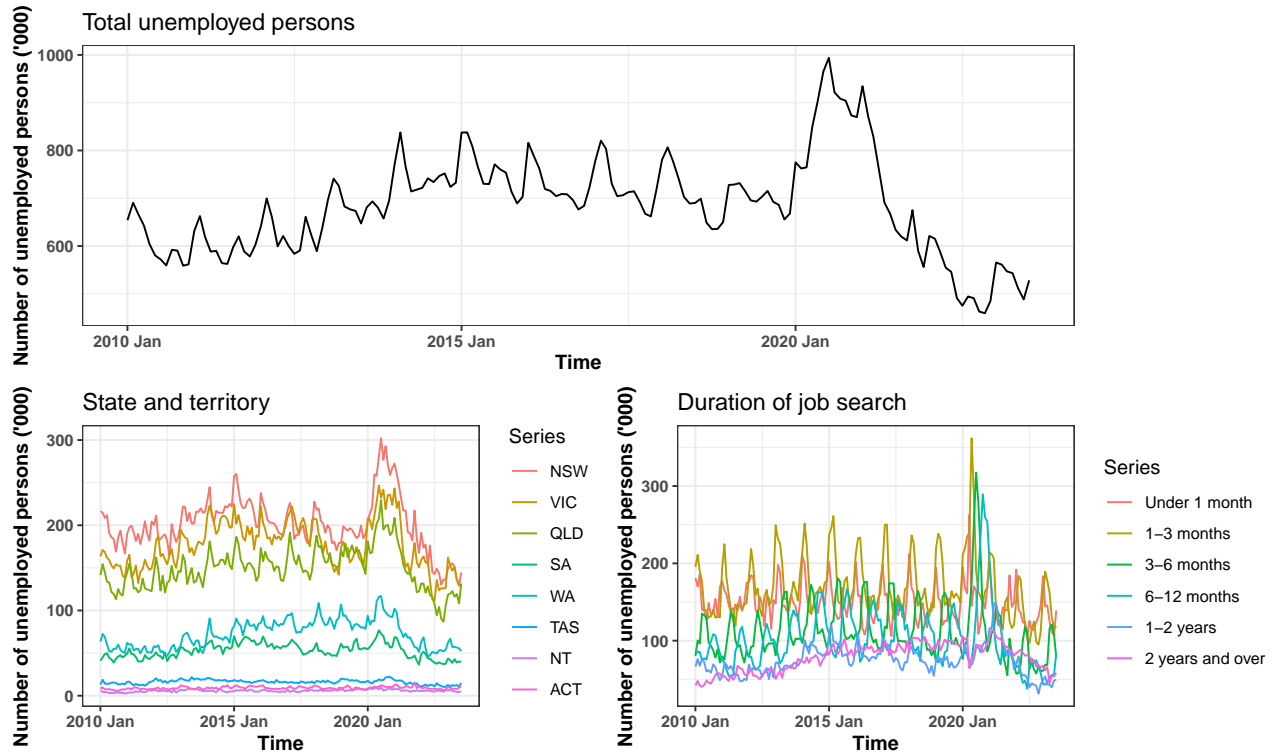 Total unemployed persons
Number of unemployed persons ('000)
1000
800
600
2010 Jan
2015 Jan
2020 Jan
Time
State and territory
Number of unemployed persons ('000)
300
200
100
0
2010 Jan
2015 Jan
2020 Jan
Time
Series
NSW
VIC
QLD
SA
WA
TAS
NT
ACT
Duration of job search
Number of unemployed persons ('000)
300
200
100
2010 Jan
2015 Jan
2020 Jan
Time
Series
Under 1 month
1–3 months
3–6 months
6–12 months
1–2 years
2 years and over